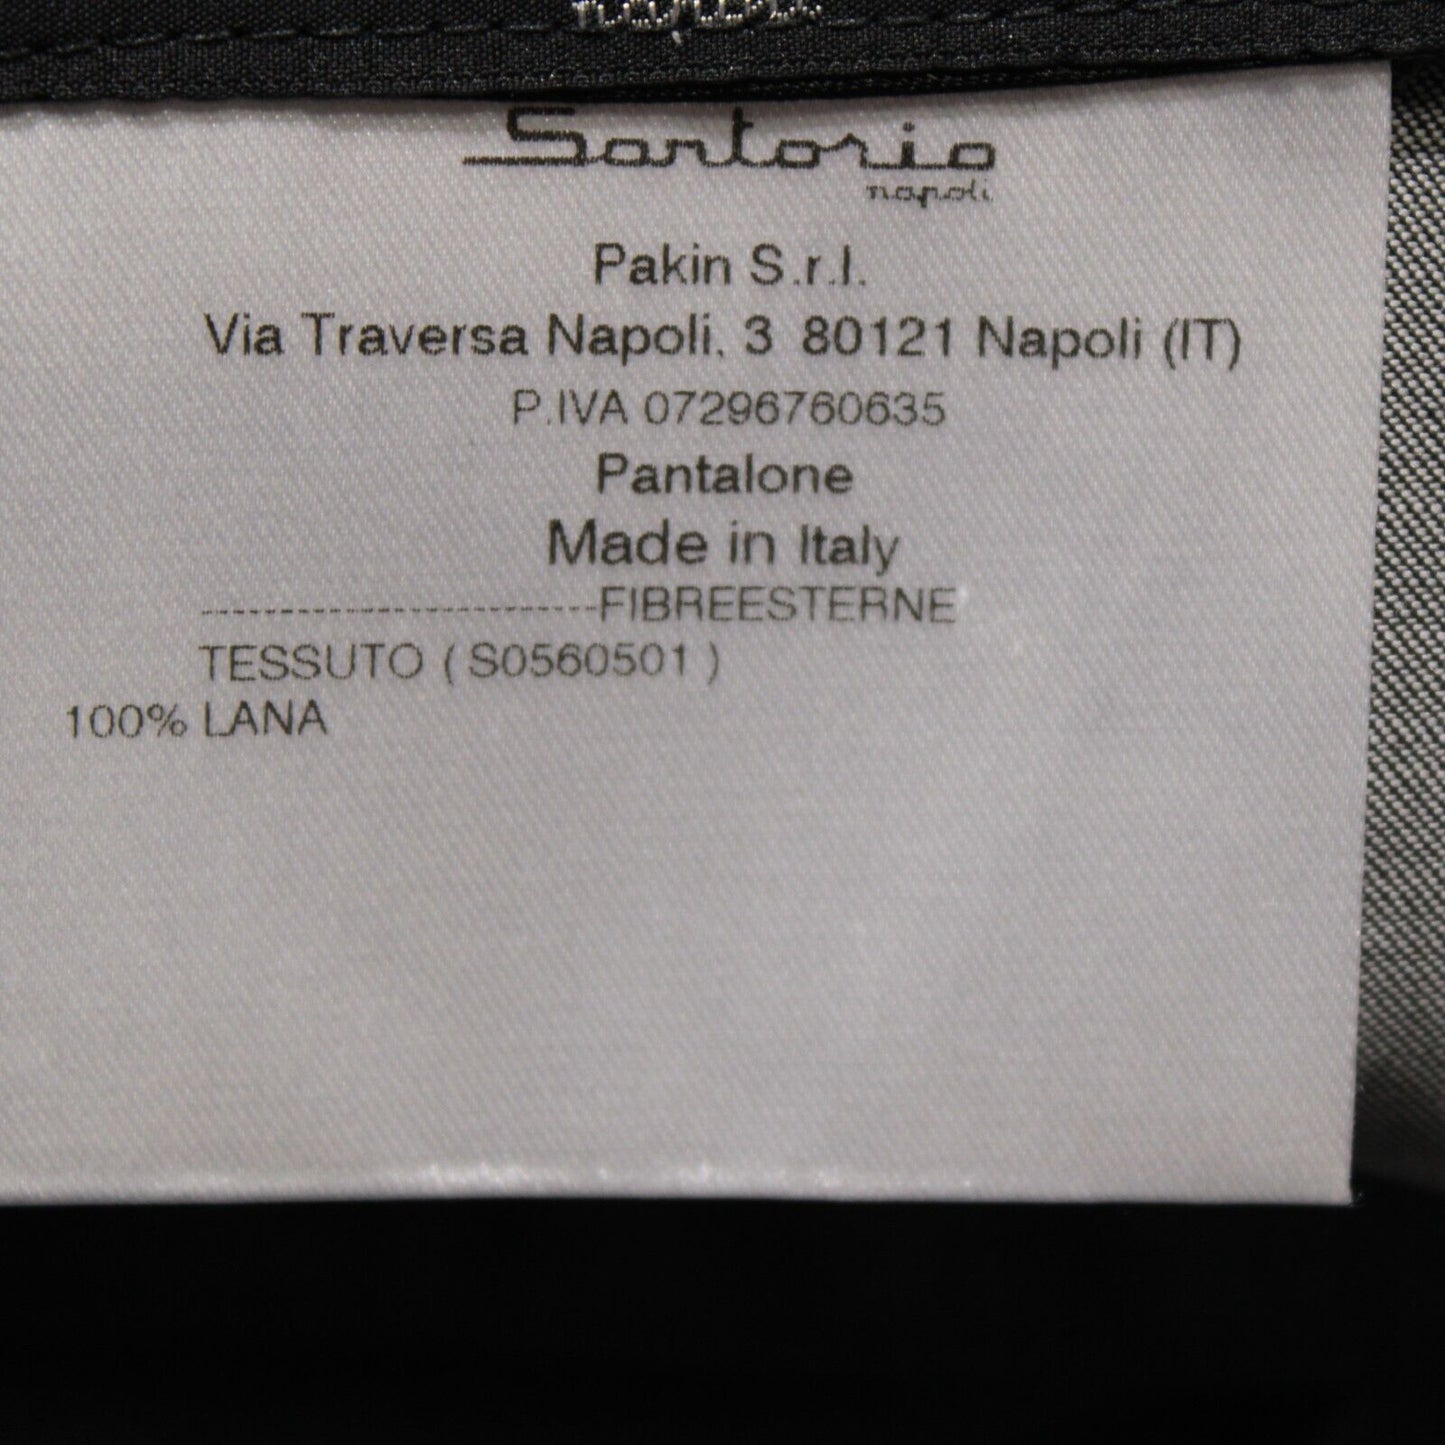 Sartorio
napoli
Pakin S.r.l.
Via Traversa Napoli, 3 80121 Napoli (IT)
P.IVA 07296760635
Pantalone
Made in Italy
-------------------------FIBREESTERNE
TESSUTO ( S0560501 )
100% LANA